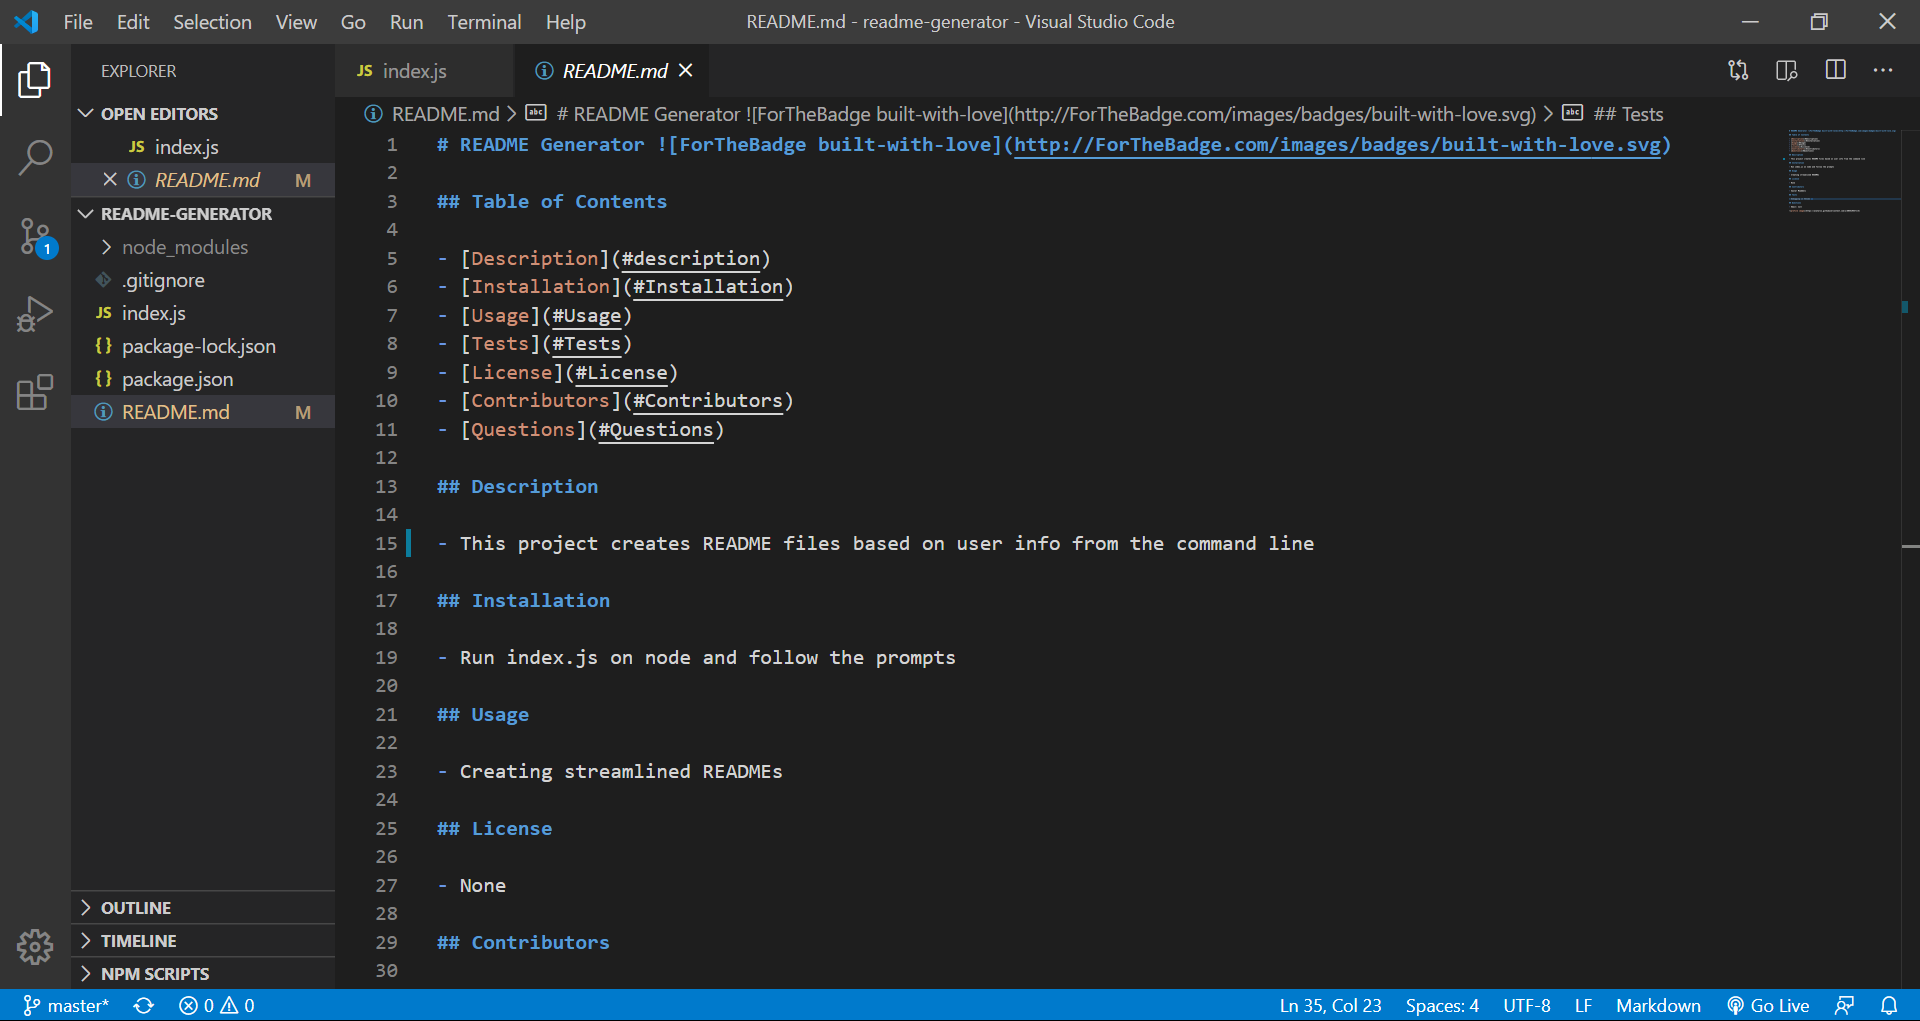 File Edit Selection View Go Run Terminal Help README.md - readme-generator - Visual Studio Code
EXPLORER
OPEN EDITORS
JS index.js
README.md M
README-GENERATOR
node_modules
.gitignore
JS index.js
{} package-lock.json
{} package.json
README.md M
OUTLINE
TIMELINE
NPM SCRIPTS
1
JS index.js README.md
README.md > abc # README Generator ![ForTheBadge built-with-love](http://ForTheBadge.com/images/badges/built-with-love.svg) > abc ## Tests
1 # README Generator ![ForTheBadge built-with-love](http://ForTheBadge.com/images/badges/built-with-love.svg)
2
3 ## Table of Contents
4
5 - [Description](#description)
6 - [Installation](#Installation)
7 - [Usage](#Usage)
8 - [Tests](#Tests)
9 - [License](#License)
10 - [Contributors](#Contributors)
11 - [Questions](#Questions)
12
13 ## Description
14
15 - This project creates README files based on user info from the command line
16
17 ## Installation
18
19 - Run index.js on node and follow the prompts
20
21 ## Usage
22
23 - Creating streamlined READMEs
24
25 ## License
26
27 - None
28
29 ## Contributors
30
master* 0 0 Ln 35, Col 23 Spaces: 4 UTF-8 LF Markdown Go Live